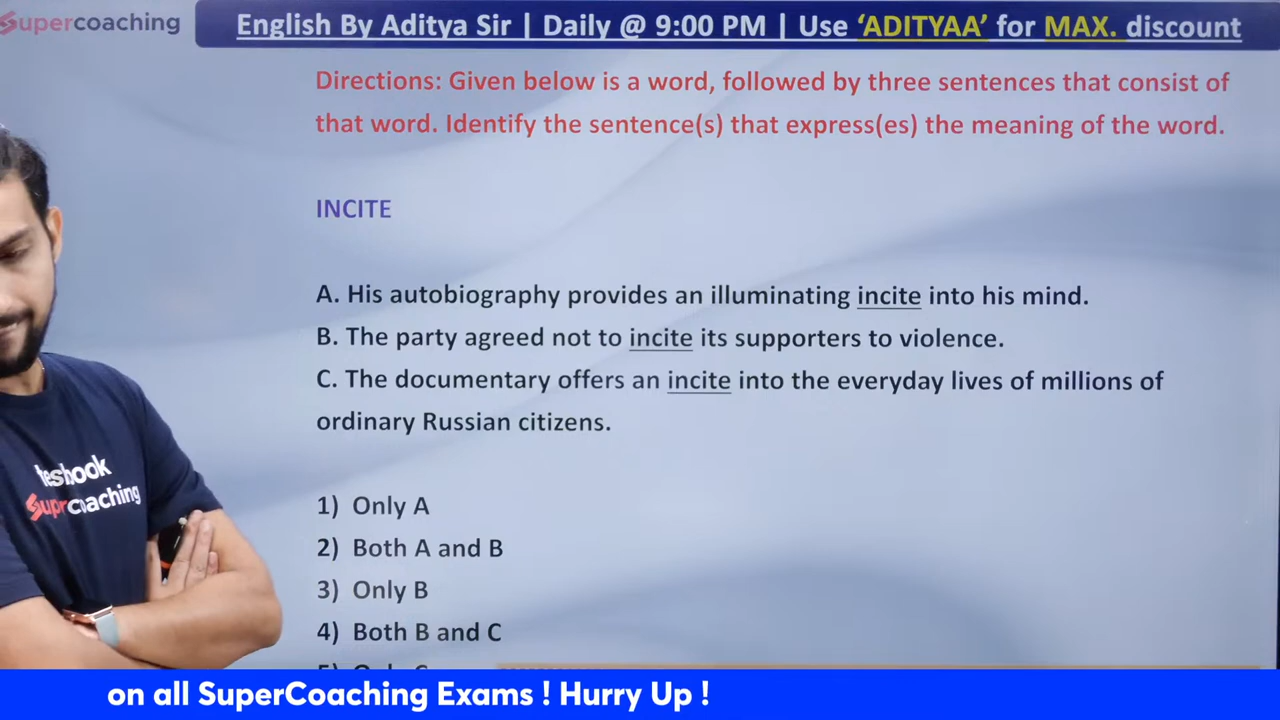 Supercoaching
English By Aditya Sir | Daily @ 9:00 PM | Use ‘ADITYAA’ for MAX. discount
Directions: Given below is a word, followed by three sentences that consist of
that word. Identify the sentence(s) that express(es) the meaning of the word.
INCITE
A. His autobiography provides an illuminating incite into his mind.
B. The party agreed not to incite its supporters to violence.
C. The documentary offers an incite into the everyday lives of millions of
ordinary Russian citizens.
1) Only A
2) Both A and B
3) Only B
4) Both B and C
5) Only C
testbook
Supercoaching
on all SuperCoaching Exams ! Hurry Up !